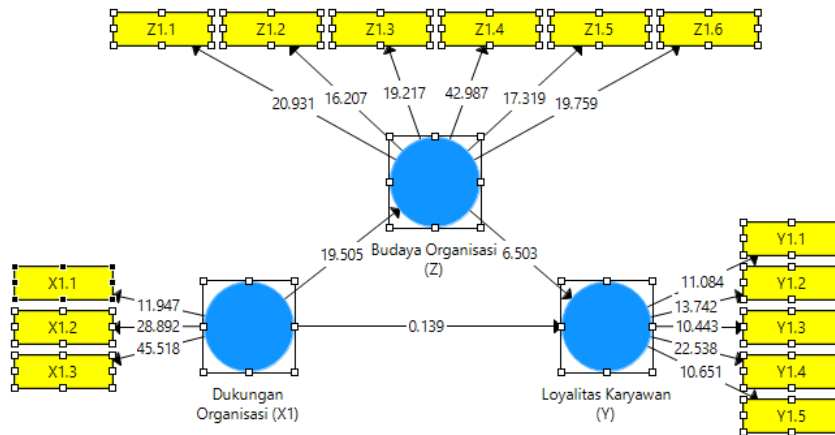 Z1.1
Z1.2
Z1.3
Z1.4
Z1.5
Z1.6
20.931
16.207
19.217
42.987
17.319
19.759
Budaya Organisasi
(Z)
19.505
6.503
X1.1
X1.2
X1.3
11.947
28.892
45.518
Dukungan
Organisasi (X1)
0.139
Loyalitas Karyawan
(Y)
11.084
13.742
10.443
22.538
10.651
Y1.1
Y1.2
Y1.3
Y1.4
Y1.5